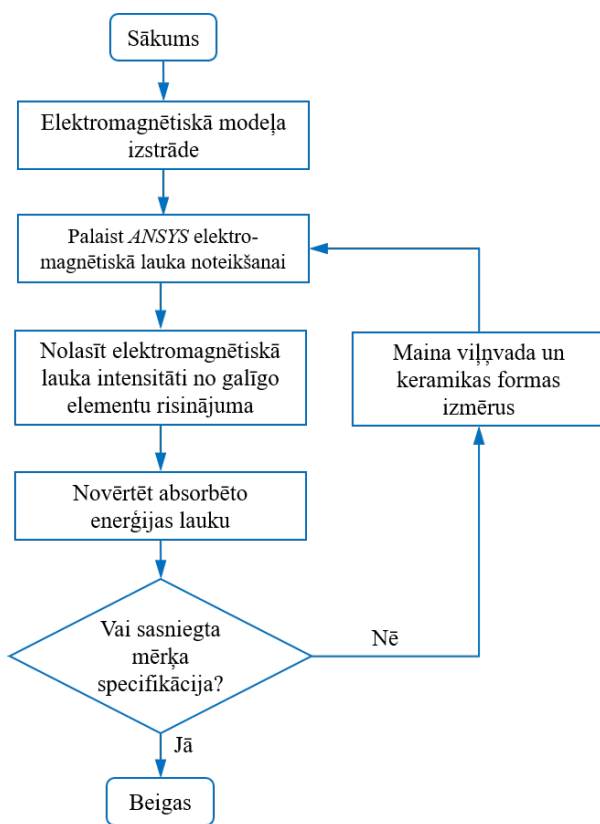 Sākums
Elektromagnētiskā modeļa
izstrāde
Palaist ANSYS elektro-
magnētiskā lauka noteikšanai
Nolasīt elektromagnētiskā
lauka intensitāti no galīgo
elementu risinājuma
Maina viļņvada un
keramikas formas
izmērus
Novērtēt absorbēto
enerģijas lauku
Vai sasniegta
mērķa
specifikācija?
Nē
Jā
Beigas